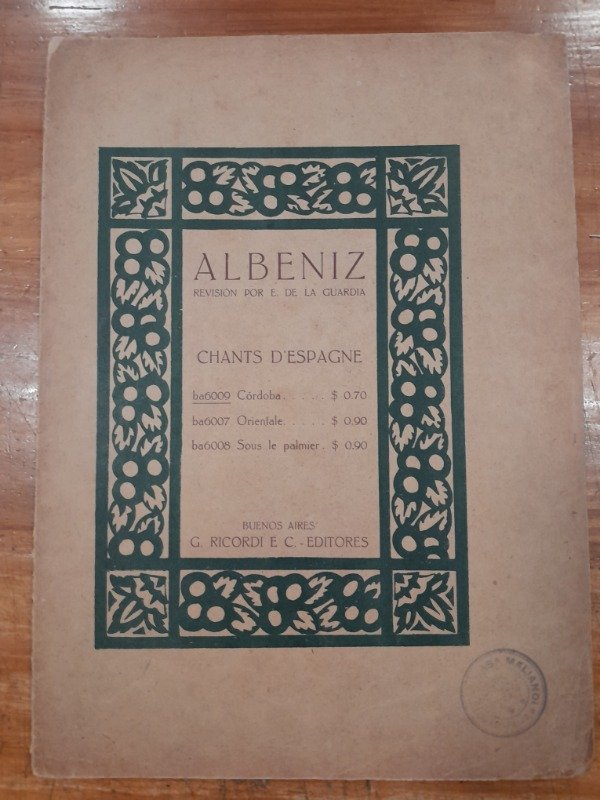 ALBENIZ
REVISIÓN POR E. DE LA GUARDIA
CHANTS D'ESPAGNE
ba6009 Córdoba. . . . . . $ 0.70
ba6007 Orientale. . . . . . $ 0.90
ba6008 Sous le palmier. $ 0.90
BUENOS AIRES
G. RICORDI E C. - EDITORES